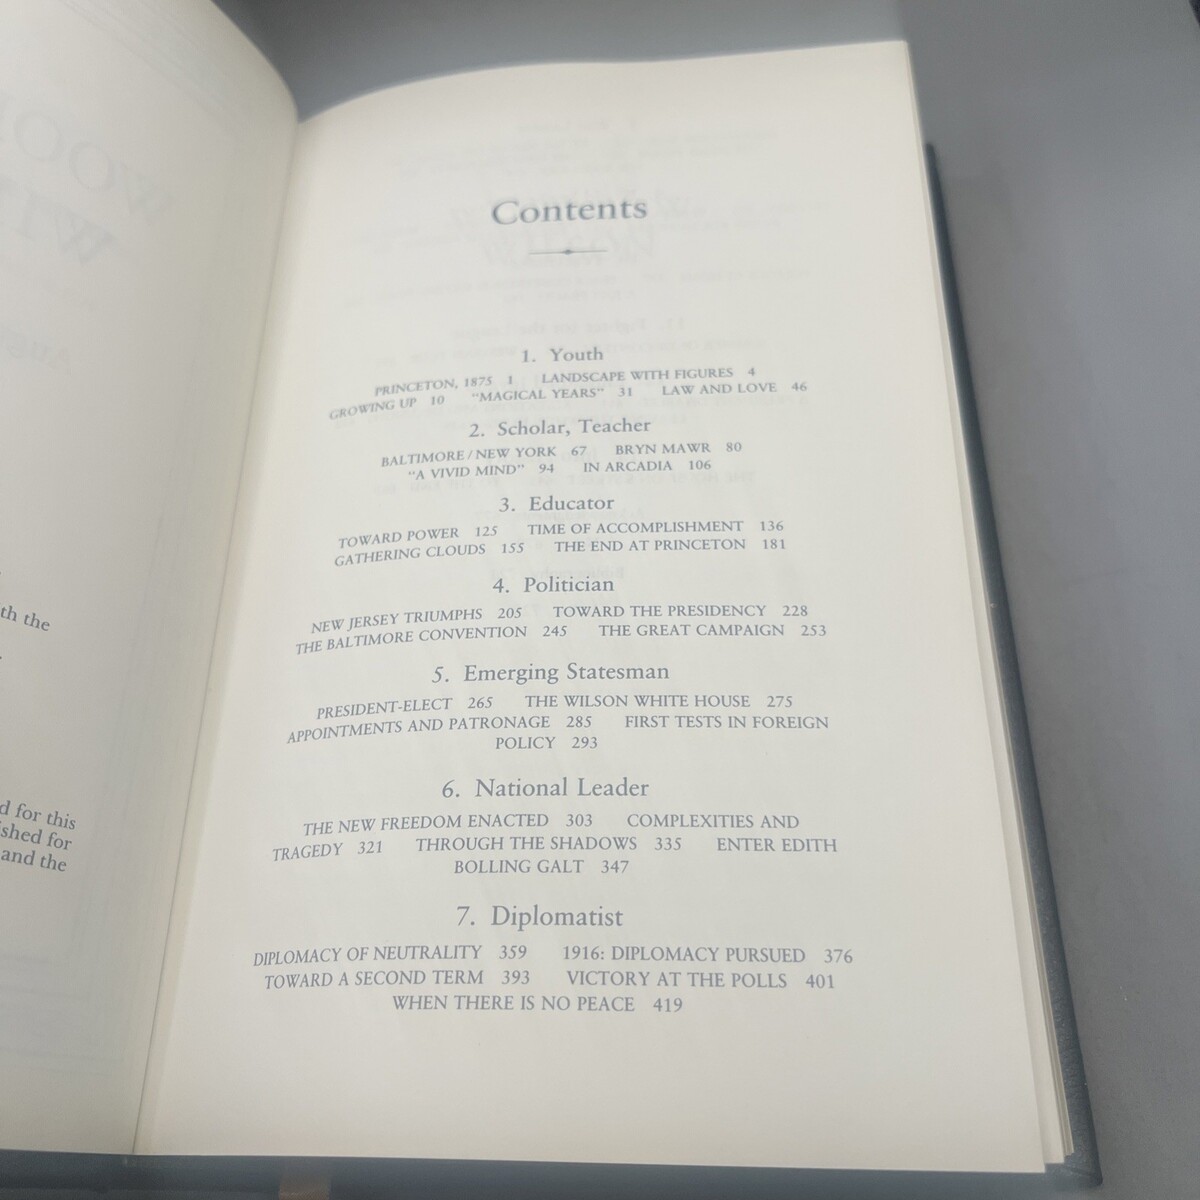 th the
d for this
ished for
and the
Contents
1. Youth
PRINCETON, 1875 1 LANDSCAPE WITH FIGURES 4
GROWING UP 10 "MAGICAL YEARS" 31 LAW AND LOVE 46
2. Scholar, Teacher
BALTIMORE / NEW YORK 67 BRYN MAWR 80
"A VIVID MIND" 94 IN ARCADIA 106
3. Educator
TOWARD POWER 125 TIME OF ACCOMPLISHMENT 136
GATHERING CLOUDS 155 THE END AT PRINCETON 181
4. Politician
NEW JERSEY TRIUMPHS 205 TOWARD THE PRESIDENCY 228
THE BALTIMORE CONVENTION 245 THE GREAT CAMPAIGN 253
5. Emerging Statesman
PRESIDENT-ELECT 265 THE WILSON WHITE HOUSE 275
APPOINTMENTS AND PATRONAGE 285 FIRST TESTS IN FOREIGN
POLICY 293
6. National Leader
THE NEW FREEDOM ENACTED 303 COMPLEXITIES AND
TRAGEDY 321 THROUGH THE SHADOWS 335 ENTER EDITH
BOLLING GALT 347
7. Diplomatist
DIPLOMACY OF NEUTRALITY 359 1916: DIPLOMACY PURSUED 376
TOWARD A SECOND TERM 393 VICTORY AT THE POLLS 401
WHEN THERE IS NO PEACE 419